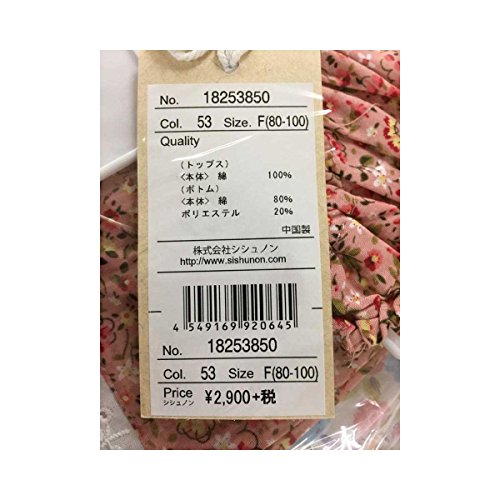 No. 18253850
Col. 53 Size. F(80-100)
Quality
(トップス)
〈本体〉 綿 100%
(ボトム)
〈本体〉 綿 80%
ポリエステル 20%
中国製
株式会社シシュノン
http://www.sishunon.com/
4 549169 920645
No. 18253850
Col. 53 Size F(80-100)
Price ¥2,900+税
シシュノン